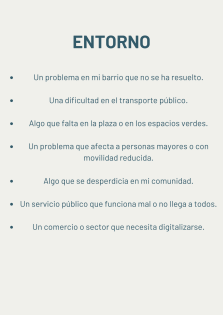 ENTORNO
• Un problema en mi barrio que no se ha resuelto.
• Una dificultad en el transporte público.
• Algo que falta en la plaza o en los espacios verdes.
• Un problema que afecta a personas mayores o con
movilidad reducida.
• Algo que se desperdicia en mi comunidad.
• Un servicio público que funciona mal o no llega a todos.
• Un comercio o sector que necesita digitalizarse.